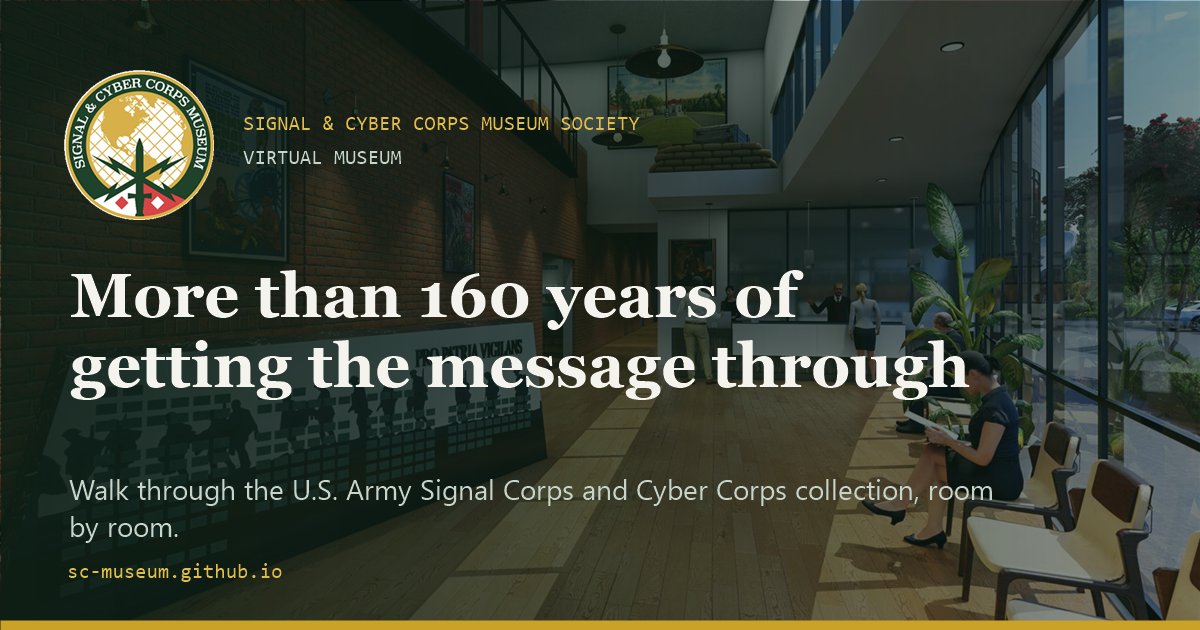 SIGNAL & CYBER CORPS MUSEUM
SIGNAL & CYBER CORPS MUSEUM SOCIETY
VIRTUAL MUSEUM
More than 160 years of
getting the message through
PRO PATRIA VIGILANS
Walk through the U.S. Army Signal Corps and Cyber Corps collection, room
by room.
sc-museum.github.io